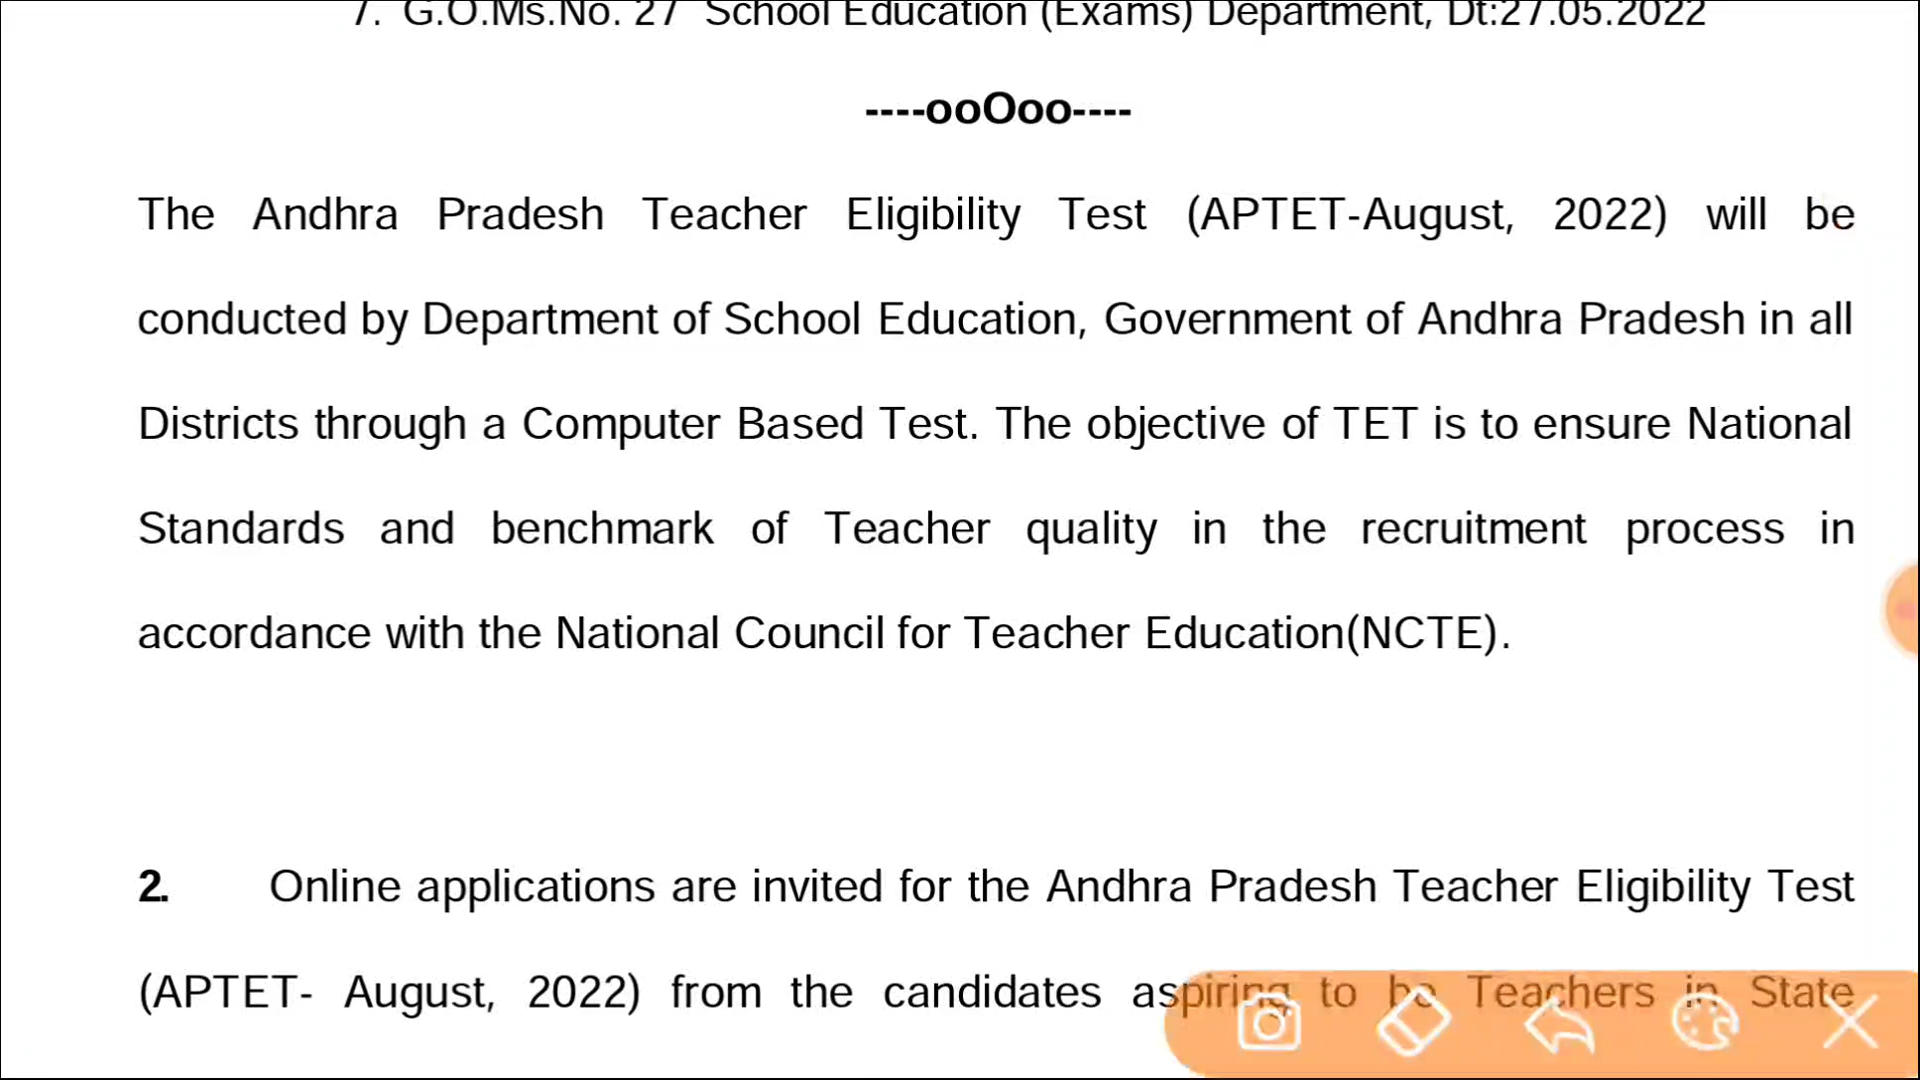 7. G.O.Ms.No. 27 School Education (Exams) Department, Dt:27.05.2022
----ooOoo----
The Andhra Pradesh Teacher Eligibility Test (APTET-August, 2022) will be
conducted by Department of School Education, Government of Andhra Pradesh in all
Districts through a Computer Based Test. The objective of TET is to ensure National
Standards and benchmark of Teacher quality in the recruitment process in
accordance with the National Council for Teacher Education(NCTE).
2. Online applications are invited for the Andhra Pradesh Teacher Eligibility Test
(APTET- August, 2022) from the candidates aspiring to be Teachers in State